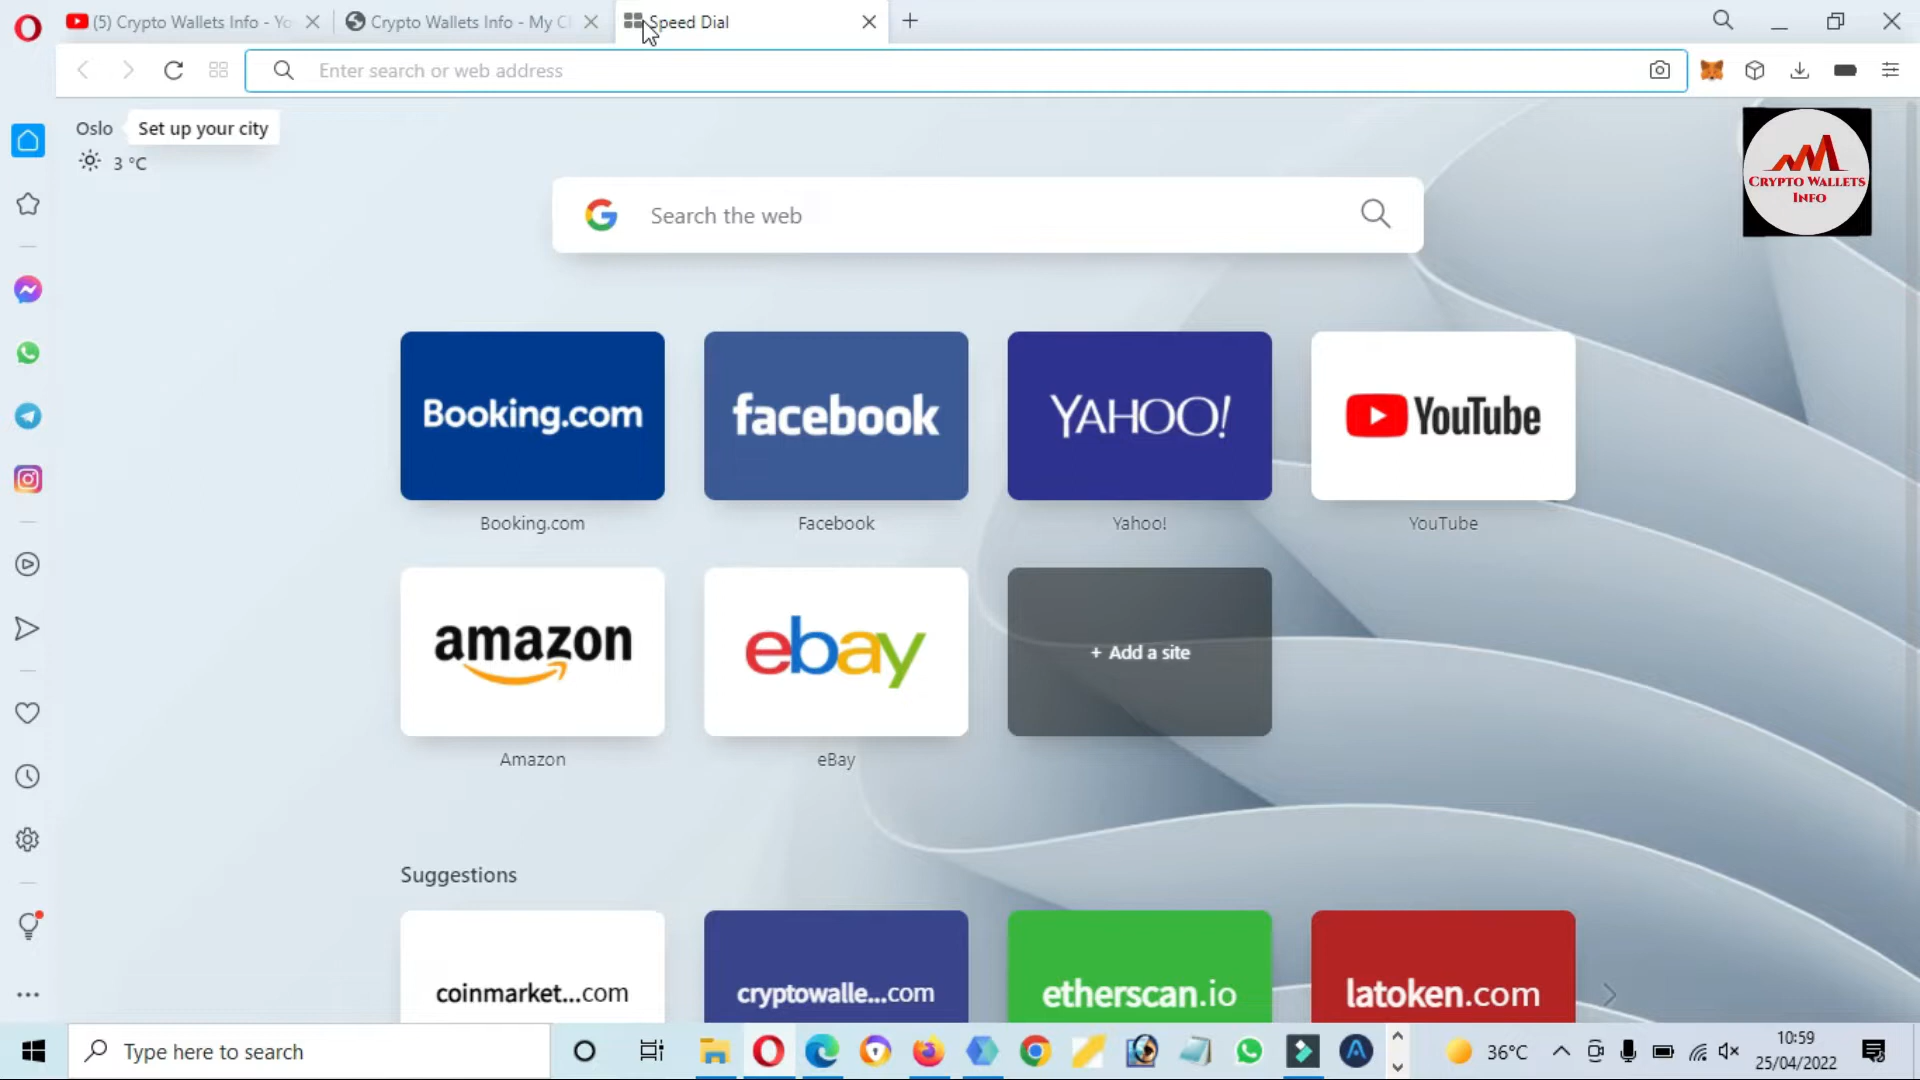 (5) Crypto Wallets Info - Yo
Crypto Wallets Info - My C
Speed Dial
Enter search or web address
Oslo
Set up your city
3 °C
CRYPTO WALLETS
INFO
Search the web
Booking.com
facebook
YAHOO!
YouTube
Booking.com
Facebook
Yahoo!
YouTube
amazon
ebay
+ Add a site
Amazon
eBay
Suggestions
coinmarket...com
cryptowalle...com
etherscan.io
latoken.com
Type here to search
36°C
10:59
25/04/2022